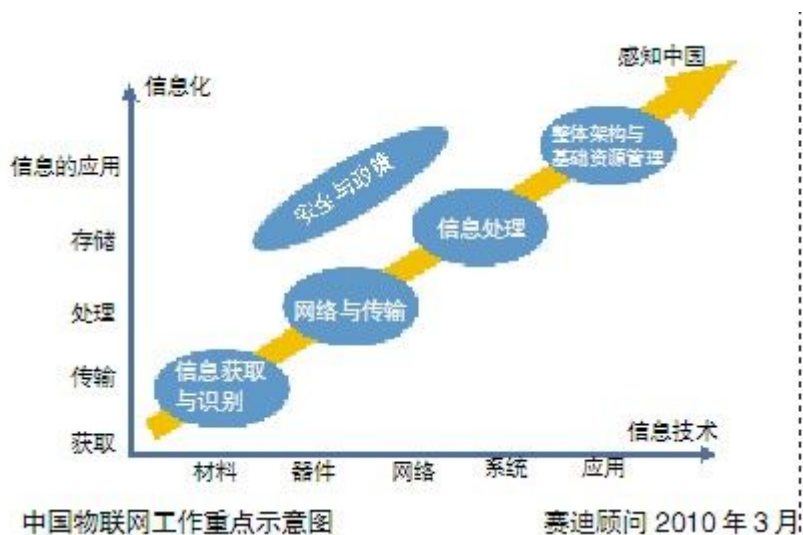 感知中国
信息化
整体架构与
基础资源管理
信息的应用
安全与政策
信息处理
存储
处理
网络与传输
传输
信息获取
与识别
获取
信息技术
材料 器件 网络 系统 应用
中国物联网工作重点示意图 赛迪顾问 2010 年 3 月